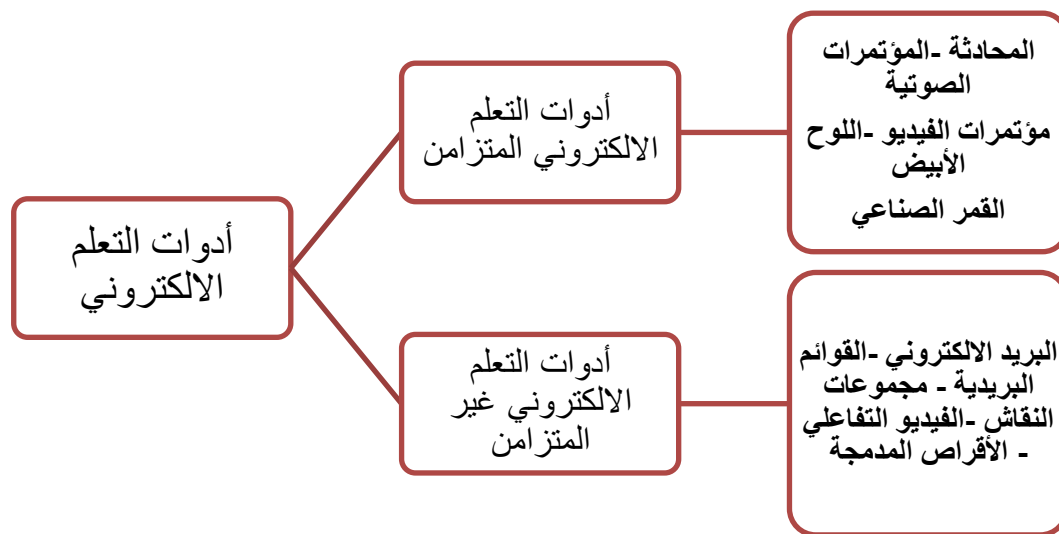 أدوات التعلم
الالكتروني
أدوات التعلم
الالكتروني المتزامن
المحادثة -المؤتمرات
الصوتية
مؤتمرات الفيديو -اللوح
الأبيض
القمر الصناعي
أدوات التعلم
الالكتروني غير
المتزامن
البريد الالكتروني -القوائم
البريدية - مجموعات
النقاش -الفيديو التفاعلي
- الأقراص المدمجة